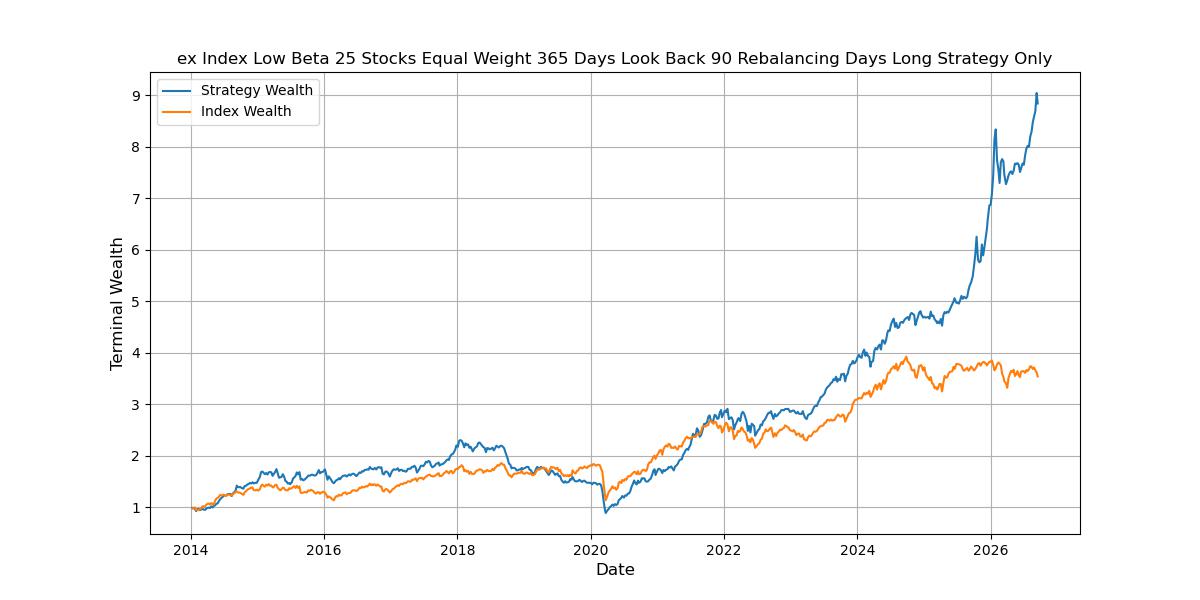 ex Index Low Beta 25 Stocks Equal Weight 365 Days Look Back 90 Rebalancing Days Long Strategy Only
Strategy Wealth
Index Wealth
Terminal Wealth
9
8
7
6
5
4
3
2
1
2014 2016 2018 2020 2022 2024 2026
Date